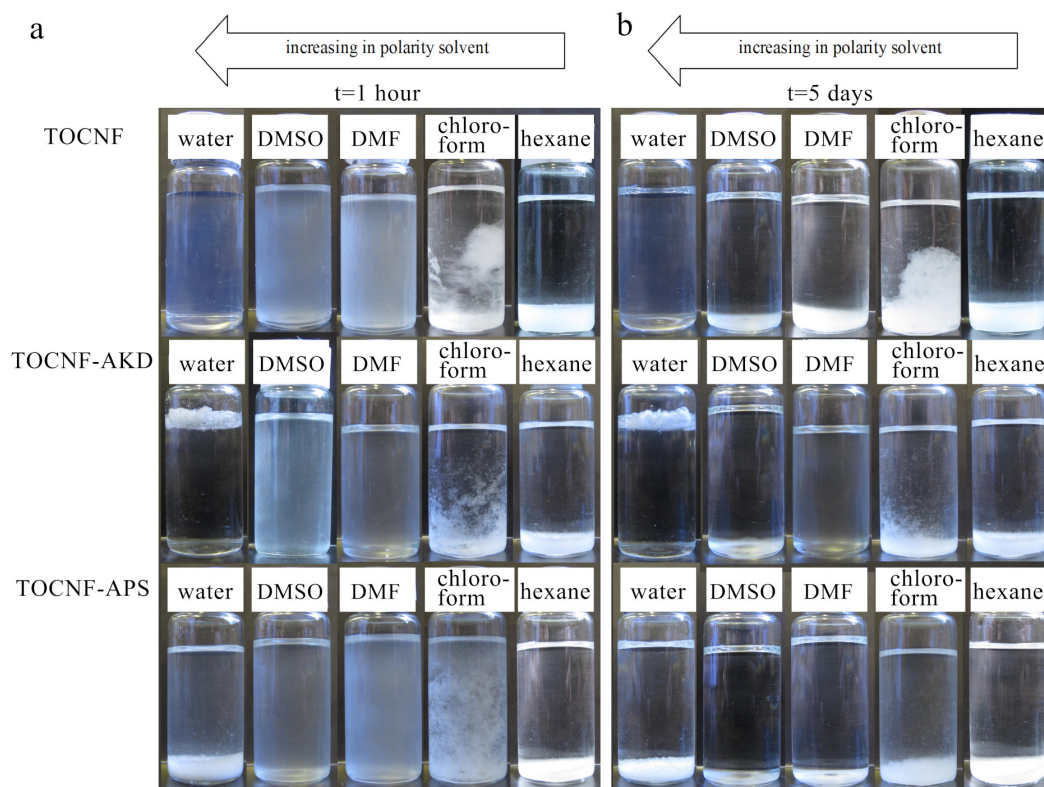 a
increasing in polarity solvent
b
increasing in polarity solvent
t=1 hour
t=5 days
TOCNF
water
DMSO
DMF
chloro-
form
hexane
water
DMSO
DMF
chloro-
form
hexane
TOCNF-AKD
water
DMSO
DMF
chloro-
form
hexane
water
DMSO
DMF
chloro-
form
hexane
TOCNF-APS
water
DMSO
DMF
chloro-
form
hexane
water
DMSO
DMF
chloro-
form
hexane